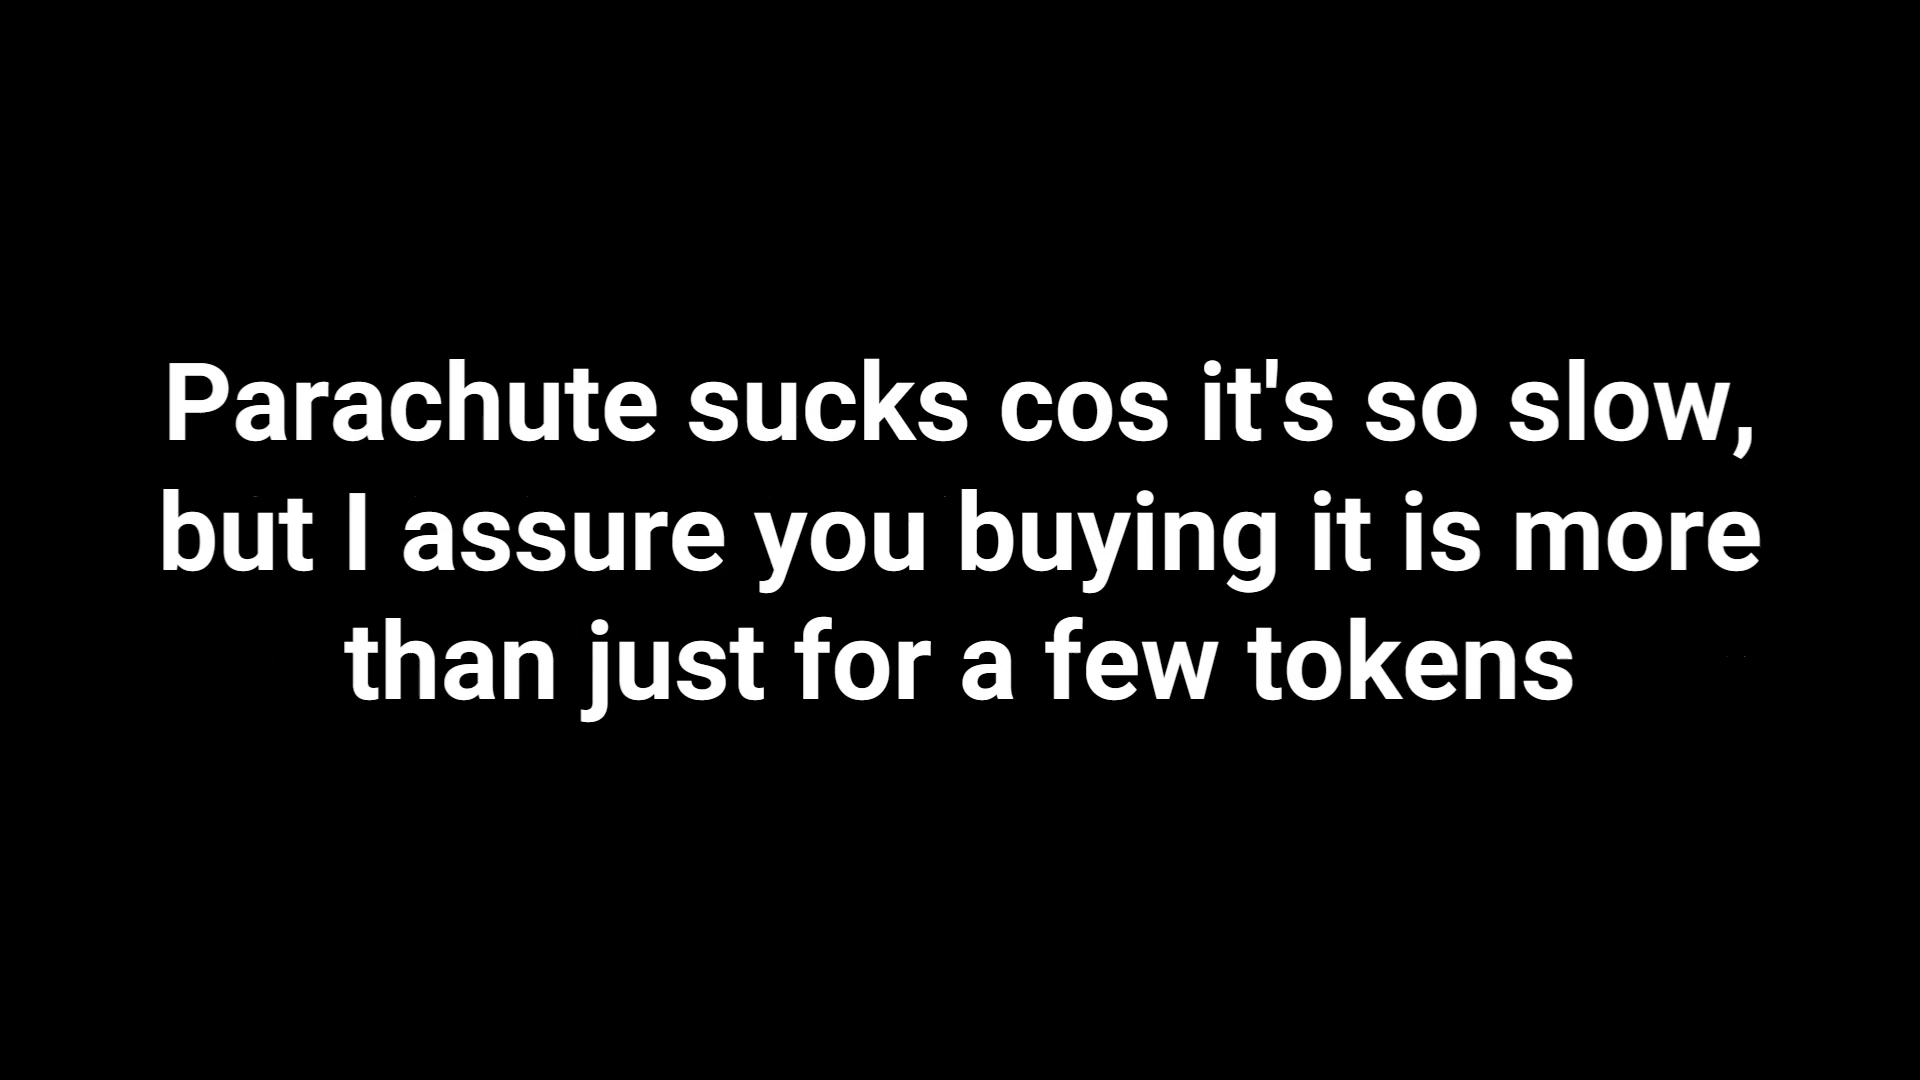 Parachute sucks cos it's so slow,
but I assure you buying it is more
than just for a few tokens